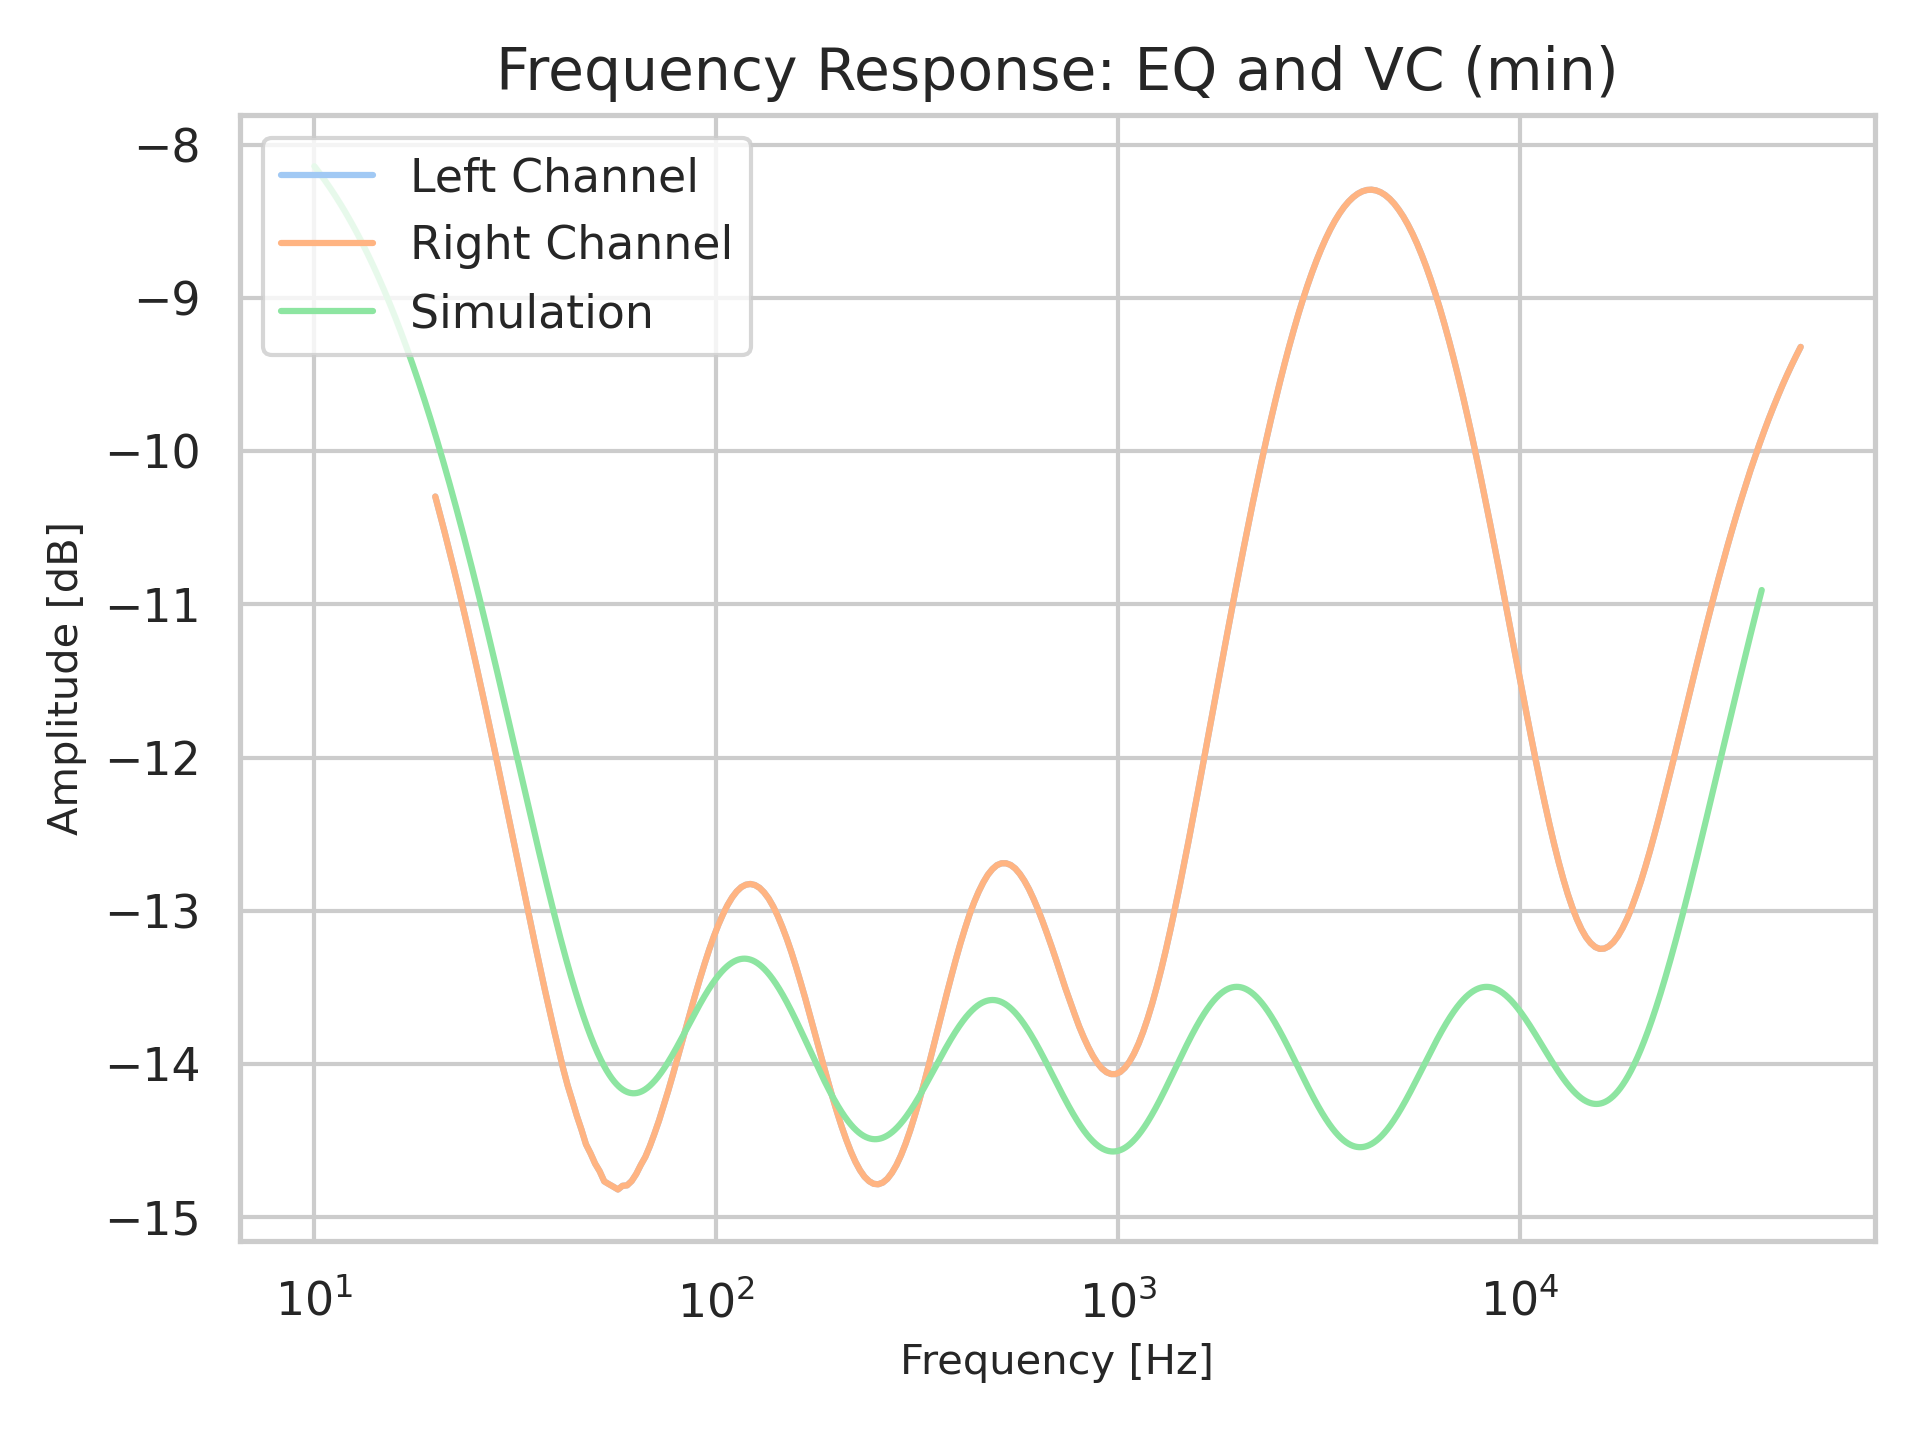 Frequency Response: EQ and VC (min)
Left Channel
Right Channel
Simulation
Amplitude [dB]
−8
−9
−10
−11
−12
−13
−14
−15
10¹ 10² 10³ 10⁴
Frequency [Hz]